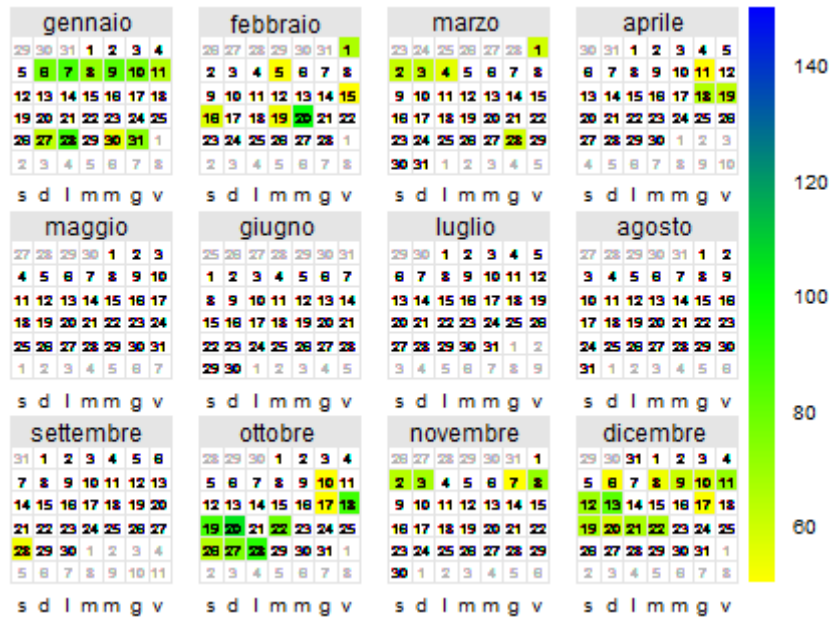 gennaio
29 30 31 1 2 3 4
5 6 7 8 9 10 11
12 13 14 15 16 17 18
19 20 21 22 23 24 25
26 27 28 29 30 31 1
2 3 4 5 6 7 8
s d l m m g v
febbraio
26 27 28 29 30 31 1
2 3 4 5 6 7 8
9 10 11 12 13 14 15
16 17 18 19 20 21 22
23 24 25 26 27 28 1
2 3 4 5 6 7 8
s d l m m g v
marzo
23 24 25 26 27 28 1
2 3 4 5 6 7 8
9 10 11 12 13 14 15
16 17 18 19 20 21 22
23 24 25 26 27 28 29
30 31 1 2 3 4 5
s d l m m g v
aprile
30 31 1 2 3 4 5
6 7 8 9 10 11 12
13 14 15 16 17 18 19
20 21 22 23 24 25 26
27 28 29 30 1 2 3
4 5 6 7 8 9 10
s d l m m g v
maggio
27 28 29 30 1 2 3
4 5 6 7 8 9 10
11 12 13 14 15 16 17
18 19 20 21 22 23 24
25 26 27 28 29 30 31
1 2 3 4 5 6 7
s d l m m g v
giugno
25 26 27 28 29 30 31
1 2 3 4 5 6 7
8 9 10 11 12 13 14
15 16 17 18 19 20 21
22 23 24 25 26 27 28
29 30 1 2 3 4 5
s d l m m g v
luglio
29 30 1 2 3 4 5
6 7 8 9 10 11 12
13 14 15 16 17 18 19
20 21 22 23 24 25 26
27 28 29 30 31 1 2
3 4 5 6 7 8 9
s d l m m g v
agosto
27 28 29 30 31 1 2
3 4 5 6 7 8 9
10 11 12 13 14 15 16
17 18 19 20 21 22 23
24 25 26 27 28 29 30
31 1 2 3 4 5 6
s d l m m g v
settembre
31 1 2 3 4 5 6
7 8 9 10 11 12 13
14 15 16 17 18 19 20
21 22 23 24 25 26 27
28 29 30 1 2 3 4
5 6 7 8 9 10 11
s d l m m g v
ottobre
28 29 30 1 2 3 4
5 6 7 8 9 10 11
12 13 14 15 16 17 18
19 20 21 22 23 24 25
26 27 28 29 30 31 1
2 3 4 5 6 7 8
s d l m m g v
novembre
26 27 28 29 30 31 1
2 3 4 5 6 7 8
9 10 11 12 13 14 15
16 17 18 19 20 21 22
23 24 25 26 27 28 29
30 1 2 3 4 5 6
s d l m m g v
dicembre
29 30 31 1 2 3 4
5 6 7 8 9 10 11
12 13 14 15 16 17 18
19 20 21 22 23 24 25
26 27 28 29 30 31 1
2 3 4 5 6 7 8
s d l m m g v
140
120
100
80
60